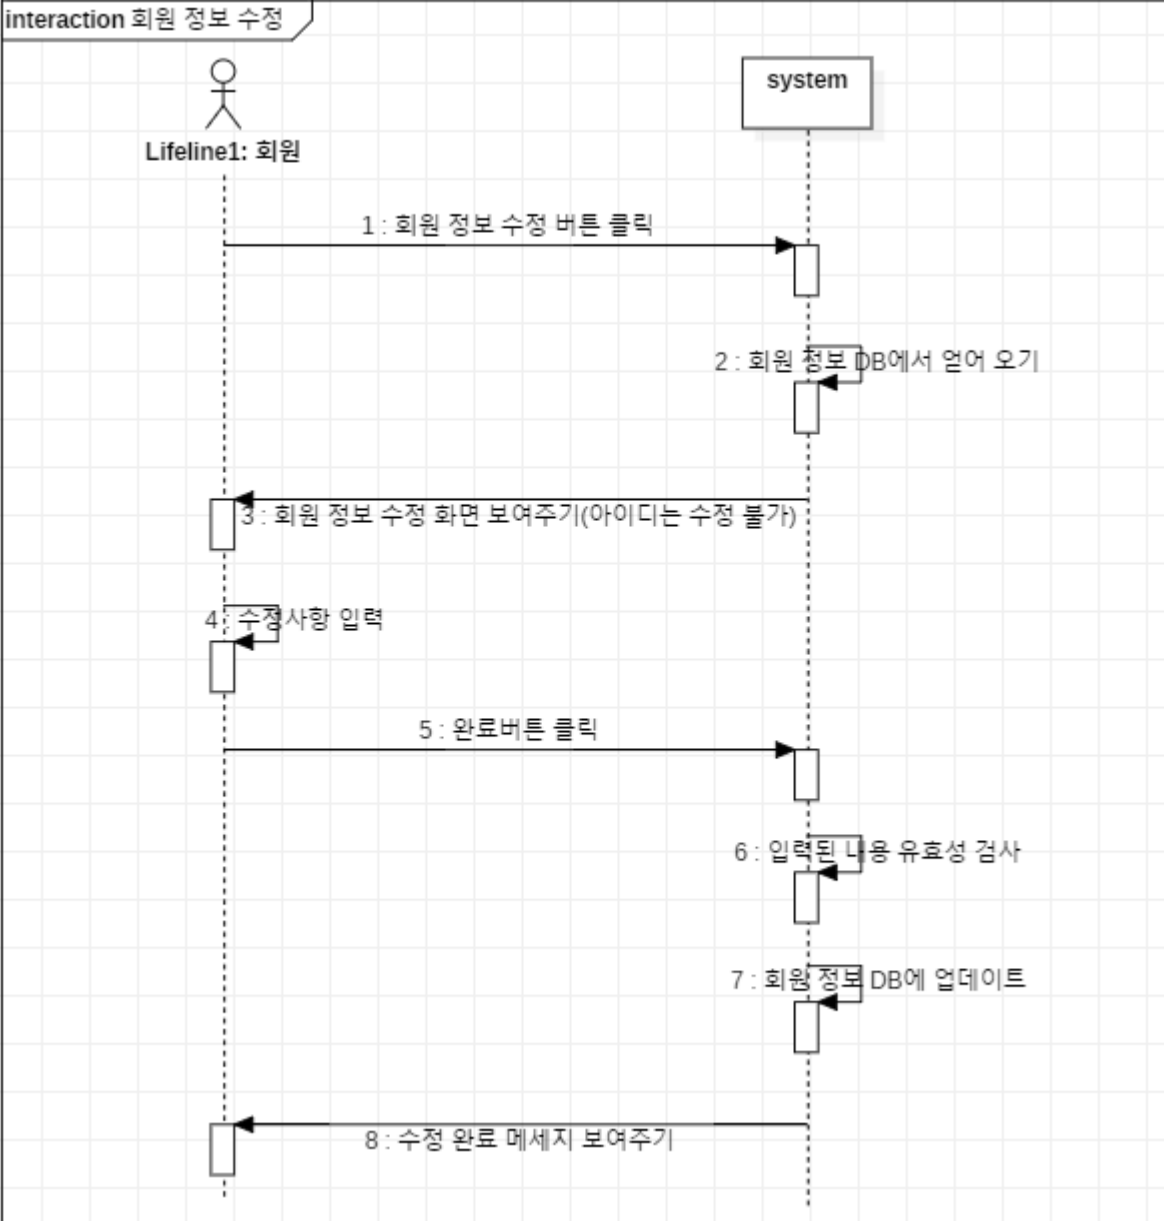 interaction 회원 정보 수정
system
Lifeline1: 회원
1 : 회원 정보 수정 버튼 클릭
2 : 회원 정보 DB에서 얻어 오기
3 : 회원 정보 수정 화면 보여주기(아이디는 수정 불가)
4 : 수정사항 입력
5 : 완료버튼 클릭
6 : 입력된 내용 유효성 검사
7 : 회원 정보 DB에 업데이트
8 : 수정 완료 메세지 보여주기